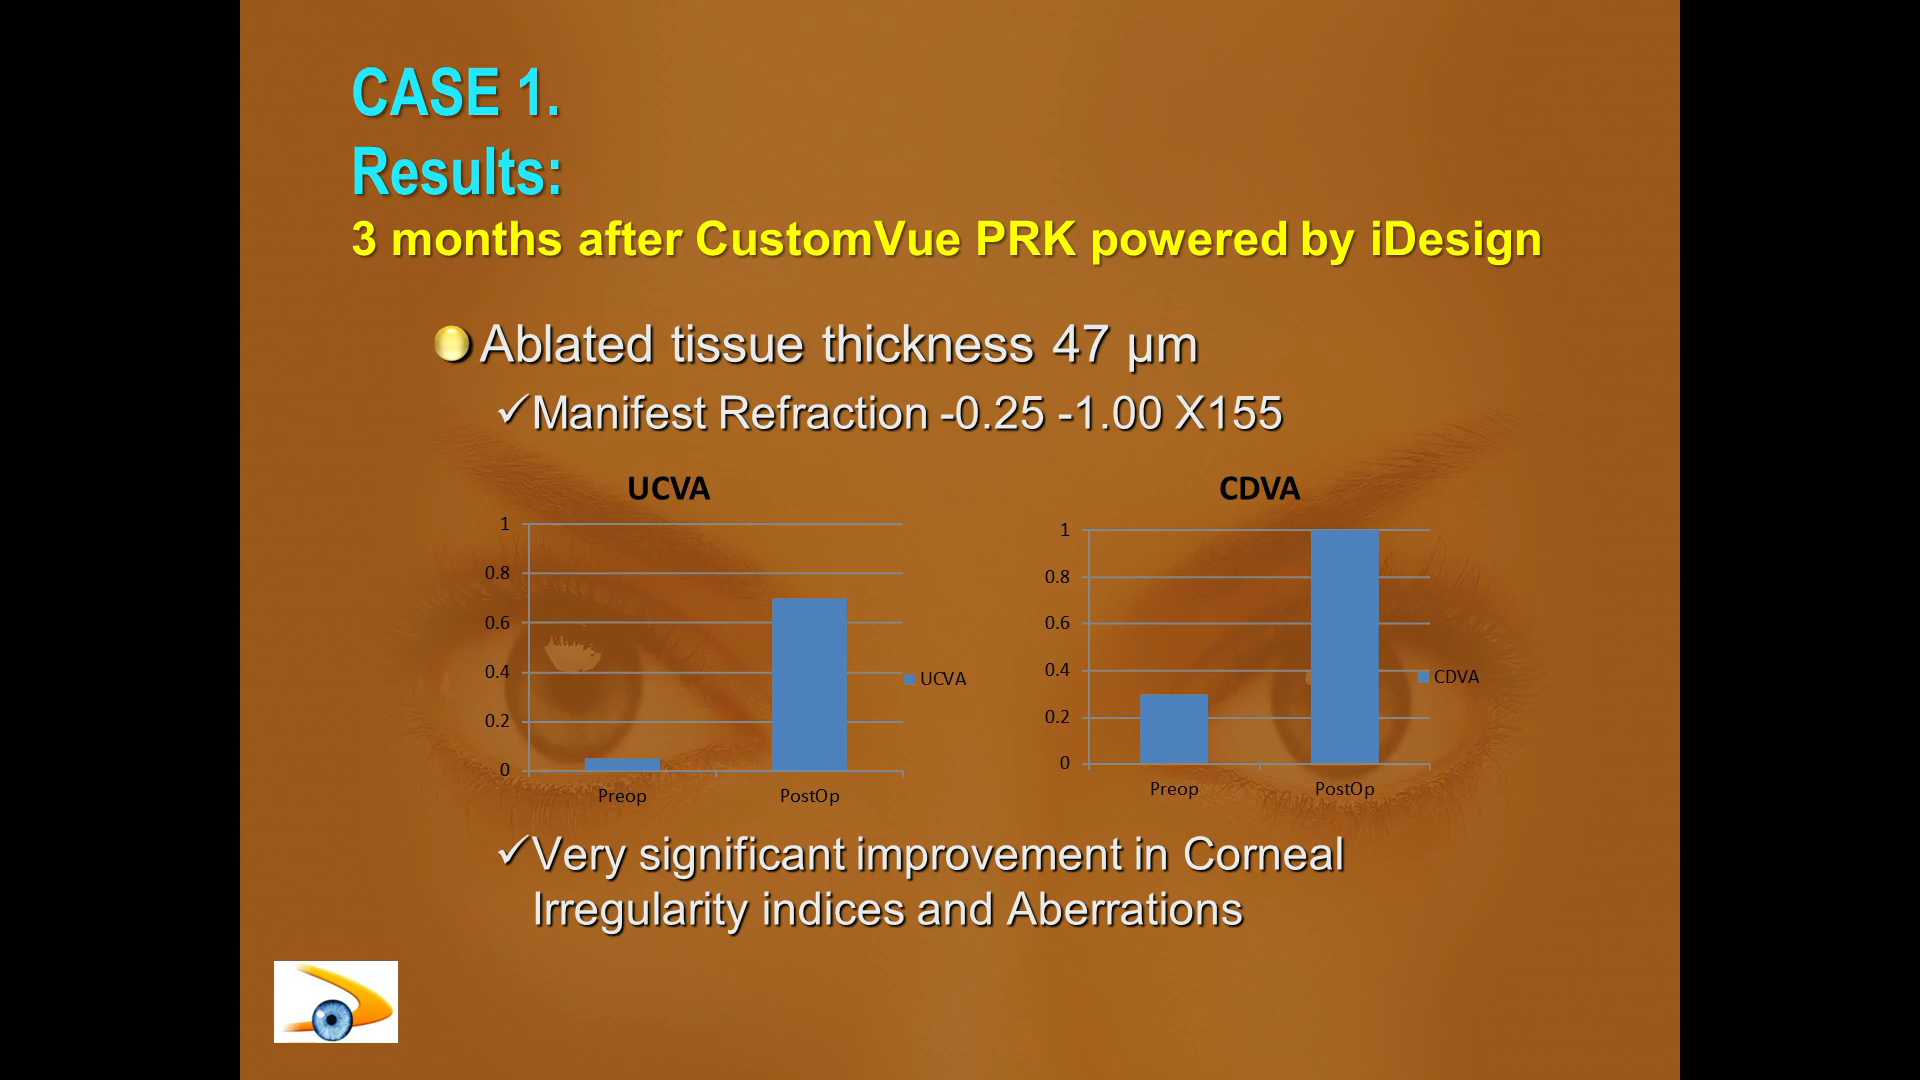 CASE 1.
Results:
3 months after CustomVue PRK powered by iDesign
Ablated tissue thickness 47 μm
✓Manifest Refraction -0.25 -1.00 X155
UCVA
1
0.8
0.6
0.4
0.2
0
Preop PostOp
UCVA
CDVA
1
0.8
0.6
0.4
0.2
0
Preop PostOp
CDVA
✓Very significant improvement in Corneal
Irregularity indices and Aberrations